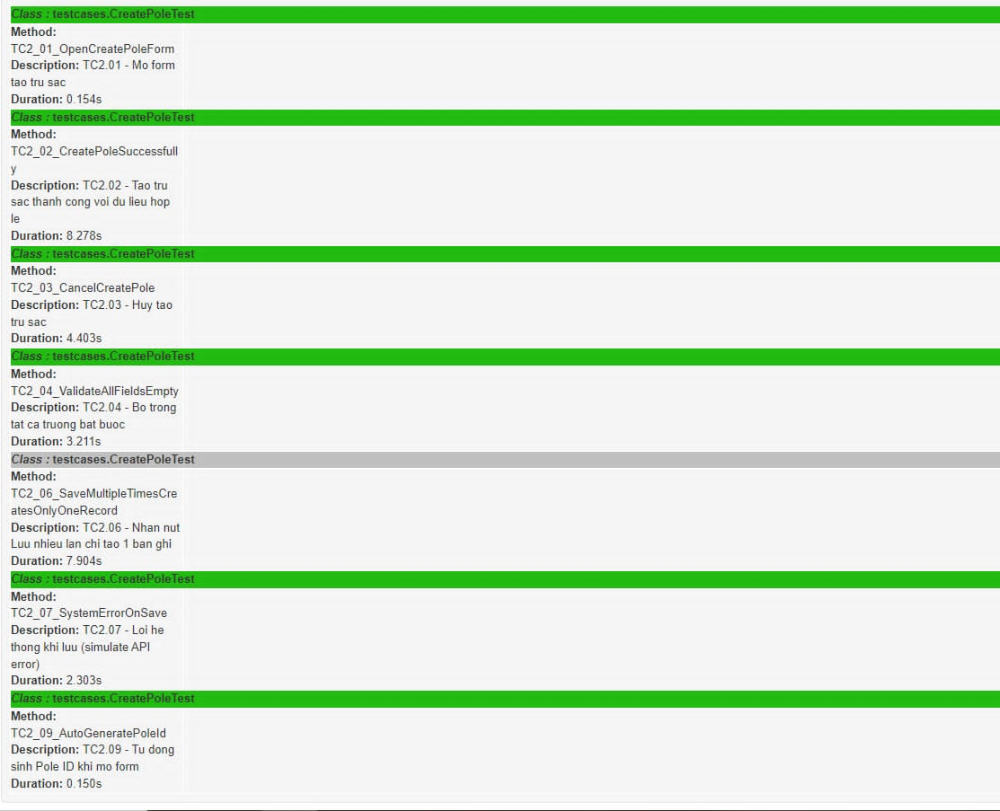 Class : testcases.CreatePoleTest
Method:
TC2_01_OpenCreatePoleForm
Description: TC2.01 - Mo form
tao tru sac
Duration: 0.154s
Class : testcases.CreatePoleTest
Method:
TC2_02_CreatePoleSuccessfull
y
Description: TC2.02 - Tao tru
sac thanh cong voi du lieu hop
le
Duration: 8.278s
Class : testcases.CreatePoleTest
Method:
TC2_03_CancelCreatePole
Description: TC2.03 - Huy tao
tru sac
Duration: 4.403s
Class : testcases.CreatePoleTest
Method:
TC2_04_ValidateAllFieldsEmpty
Description: TC2.04 - Bo trong
tat ca truong bat buoc
Duration: 3.211s
Class : testcases.CreatePoleTest
Method:
TC2_06_SaveMultipleTimesCre
atesOnlyOneRecord
Description: TC2.06 - Nhan nut
Luu nhieu lan chi tao 1 ban ghi
Duration: 7.904s
Class : testcases.CreatePoleTest
Method:
TC2_07_SystemErrorOnSave
Description: TC2.07 - Loi he
thong khi luu (simulate API
error)
Duration: 2.303s
Class : testcases.CreatePoleTest
Method:
TC2_09_AutoGeneratePoleId
Description: TC2.09 - Tu dong
sinh Pole ID khi mo form
Duration: 0.150s